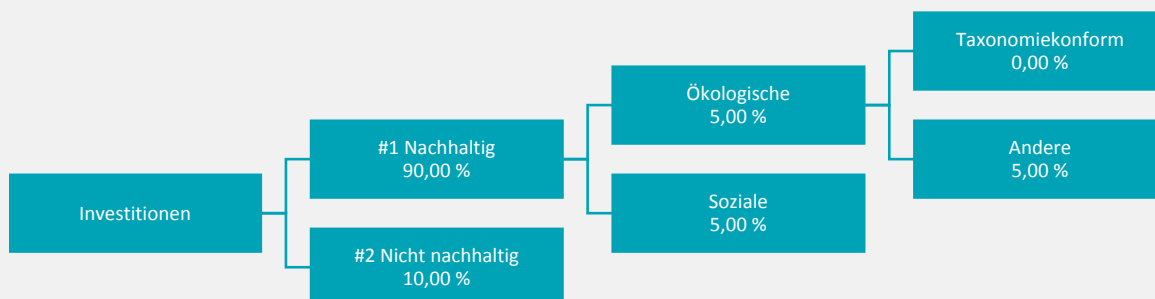 Investitionen
#1 Nachhaltig
90,00 %
#2 Nicht nachhaltig
10,00 %
Ökologische
5,00 %
Soziale
5,00 %
Taxonomiekonform
0,00 %
Andere
5,00 %